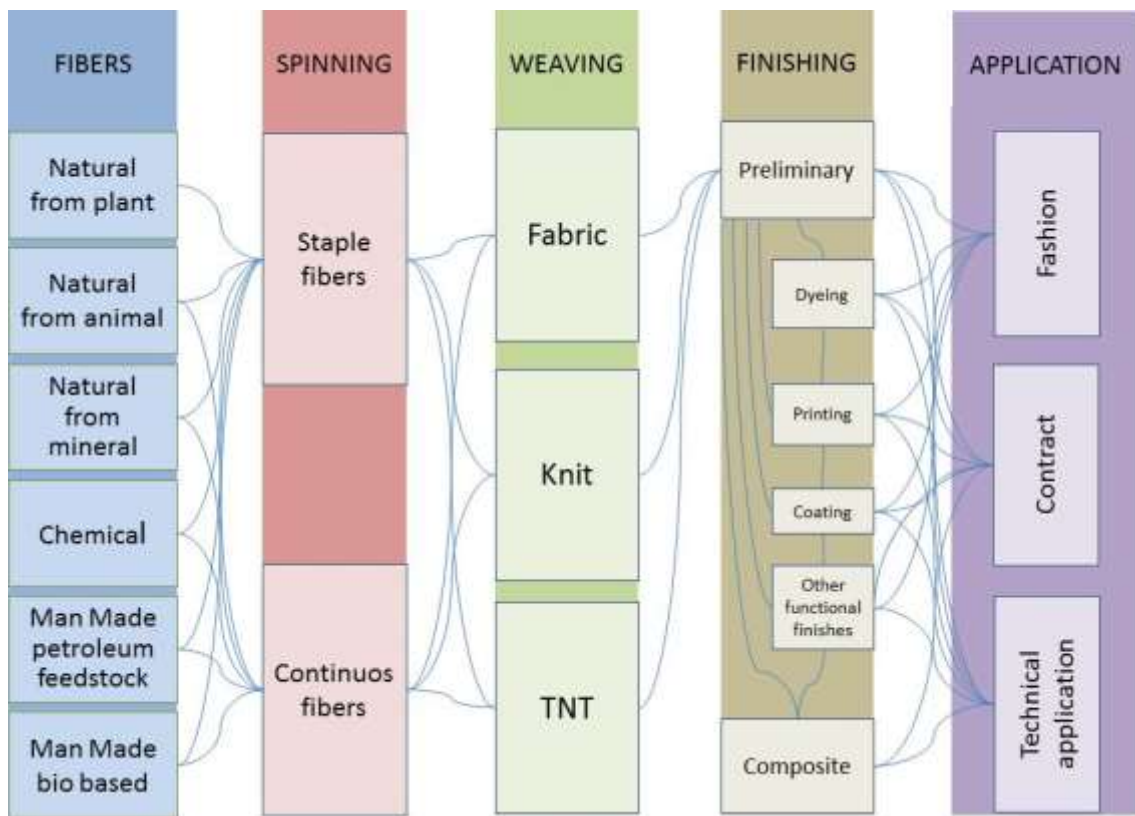 FIBERS
SPINNING
WEAVING
FINISHING
APPLICATION
Natural
from plant
Natural
from animal
Natural
from
mineral
Chemical
Man Made
petroleum
feedstock
Man Made
bio based
Staple
fibers
Continuos
fibers
Fabric
Knit
TNT
Preliminary
Dyeing
Printing
Coating
Other
functional
finishes
Composite
Fashion
Contract
Technical
application